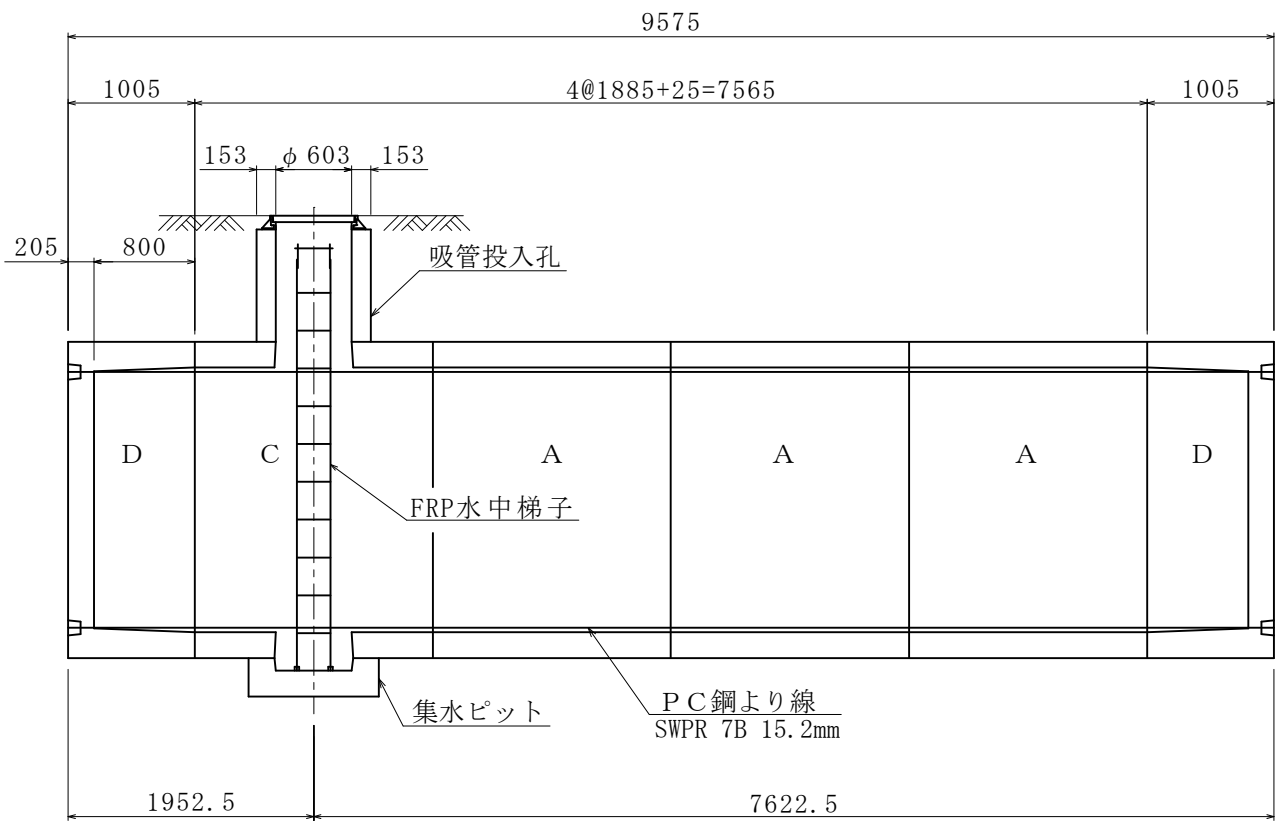 9575
1005
4@1885+25=7565
1005
153
φ603
153
205
800
吸管投入孔
D
C
A
A
A
D
FRP水中梯子
集水ピット
PC鋼より線
SWPR 7B 15.2mm
1952.5
7622.5